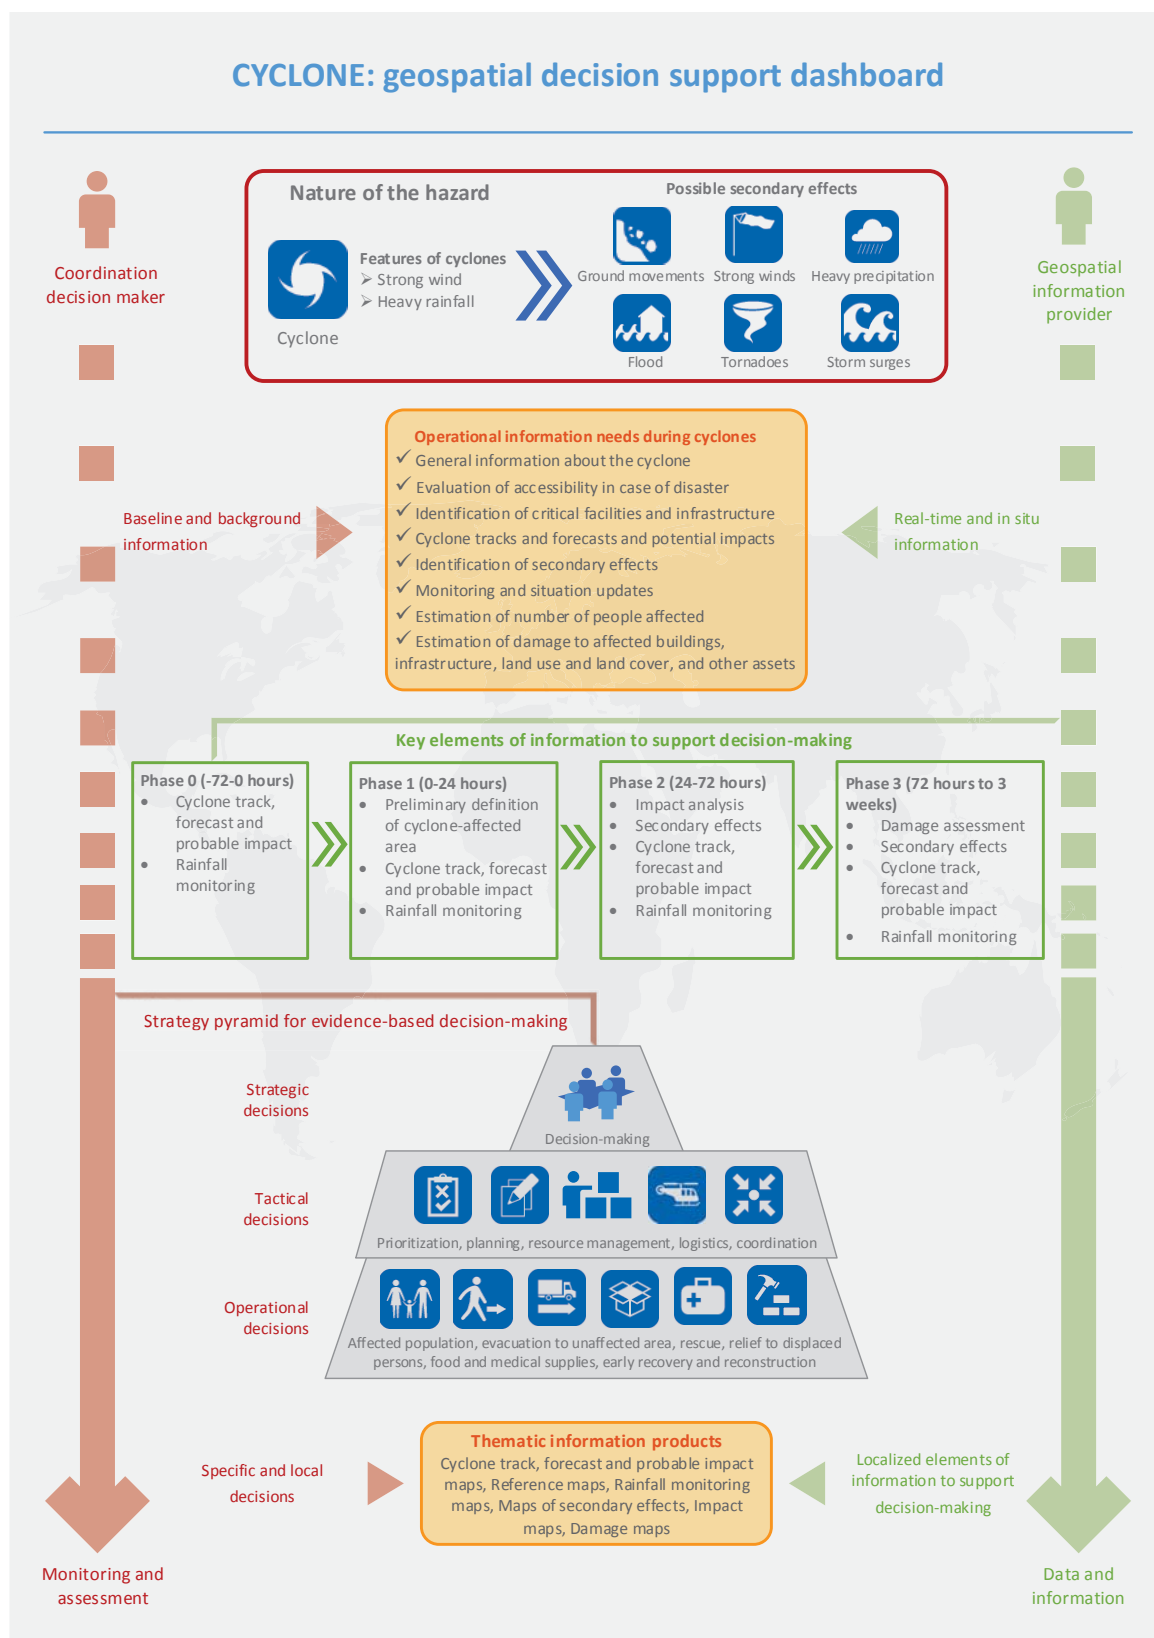 CYCLONE: geospatial decision support dashboard
Coordination
decision maker
Nature of the hazard
Features of cyclones
➢ Strong wind
➢ Heavy rainfall
Cyclone
Possible secondary effects
Ground movements
Strong winds
Heavy precipitation
Flood
Tornadoes
Storm surges
Geospatial
information
provider
Baseline and background
information
Operational information needs during cyclones
✓ General information about the cyclone
✓ Evaluation of accessibility in case of disaster
✓ Identification of critical facilities and infrastructure
✓ Cyclone tracks and forecasts and potential impacts
✓ Identification of secondary effects
✓ Monitoring and situation updates
✓ Estimation of number of people affected
✓ Estimation of damage to affected buildings,
infrastructure, land use and land cover, and other assets
Real-time and in situ
information
Key elements of information to support decision-making
Phase 0 (-72-0 hours)
• Cyclone track,
forecast and
probable impact
• Rainfall
monitoring
Phase 1 (0-24 hours)
• Preliminary definition
of cyclone-affected
area
• Cyclone track, forecast
and probable impact
• Rainfall monitoring
Phase 2 (24-72 hours)
• Impact analysis
• Secondary effects
• Cyclone track,
forecast and
probable impact
• Rainfall monitoring
Phase 3 (72 hours to 3
weeks)
• Damage assessment
• Secondary effects
• Cyclone track,
forecast and
probable impact
• Rainfall monitoring
Strategy pyramid for evidence-based decision-making
Strategic
decisions
Decision-making
Tactical
decisions
Prioritization, planning, resource management, logistics, coordination
Operational
decisions
Affected population, evacuation to unaffected area, rescue, relief to displaced
persons, food and medical supplies, early recovery and reconstruction
Specific and local
decisions
Thematic information products
Cyclone track, forecast and probable impact
maps, Reference maps, Rainfall monitoring
maps, Maps of secondary effects, Impact
maps, Damage maps
Localized elements of
information to support
decision-making
Monitoring and
assessment
Data and
information